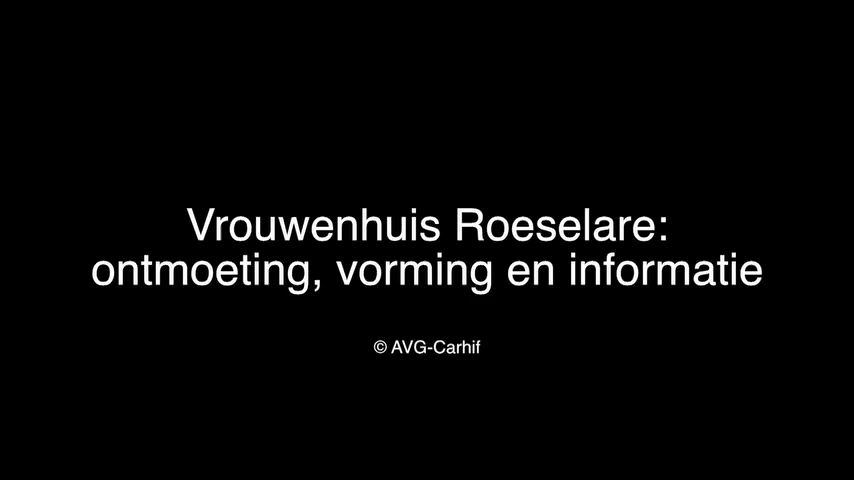 Vrouwenhuis Roeselare:
ontmoeting, vorming en informatie
© AVG-Carhif